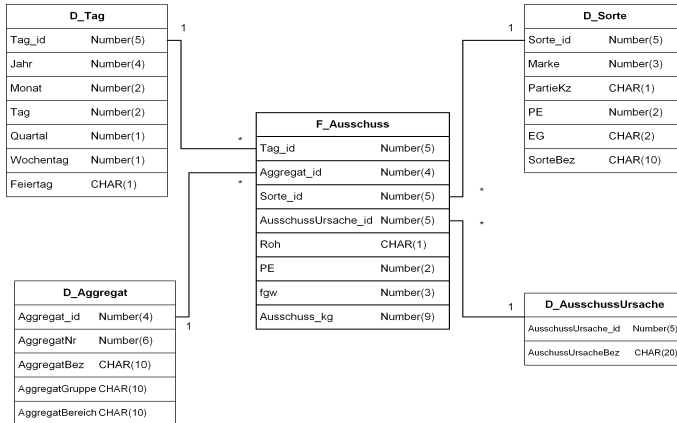 D_Tag
Tag_id Number(5)
Jahr Number(4)
Monat Number(2)
Tag Number(2)
Quartal Number(1)
Wochentag Number(1)
Feiertag CHAR(1)
1
*
D_Sorte
Sorte_id Number(5)
Marke Number(3)
PartieKz CHAR(1)
PE Number(2)
EG CHAR(2)
SorteBez CHAR(10)
1
*
F_Ausschuss
Tag_id Number(5)
Aggregat_id Number(4)
Sorte_id Number(5)
AusschussUrsache_id Number(5)
Roh CHAR(1)
PE Number(2)
fgw Number(3)
Ausschuss_kg Number(9)
*
*
D_Aggregat
Aggregat_id Number(4)
AggregatNr Number(6)
AggregatBez CHAR(10)
AggregatGruppe CHAR(10)
AggregatBereich CHAR(10)
1
D_AusschussUrsache
AusschussUrsache_id Number(5)
AuschussUrsacheBez CHAR(20)
1